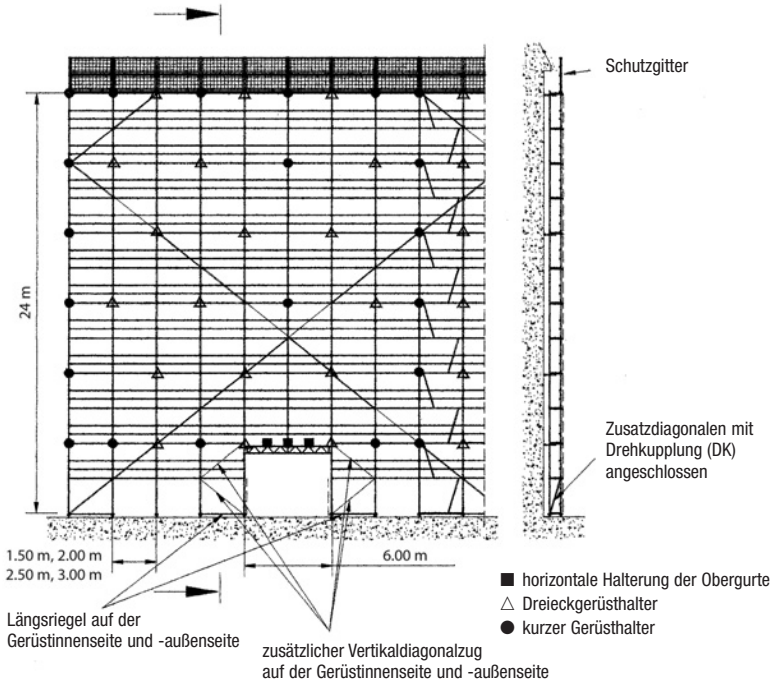 Schutzgitter
24 m
Zusatzdiagonalen mit
Drehkupplung (DK)
angeschlossen
1.50 m, 2.00 m
2.50 m, 3.00 m
6.00 m
Längsriegel auf der
Gerüstinnenseite und -außenseite
zusätzlicher Vertikaldiagonalzug
auf der Gerüstinnenseite und -außenseite
horizontale Halterung der Obergurte
Dreieckgerüsthalter
kurzer Gerüsthalter